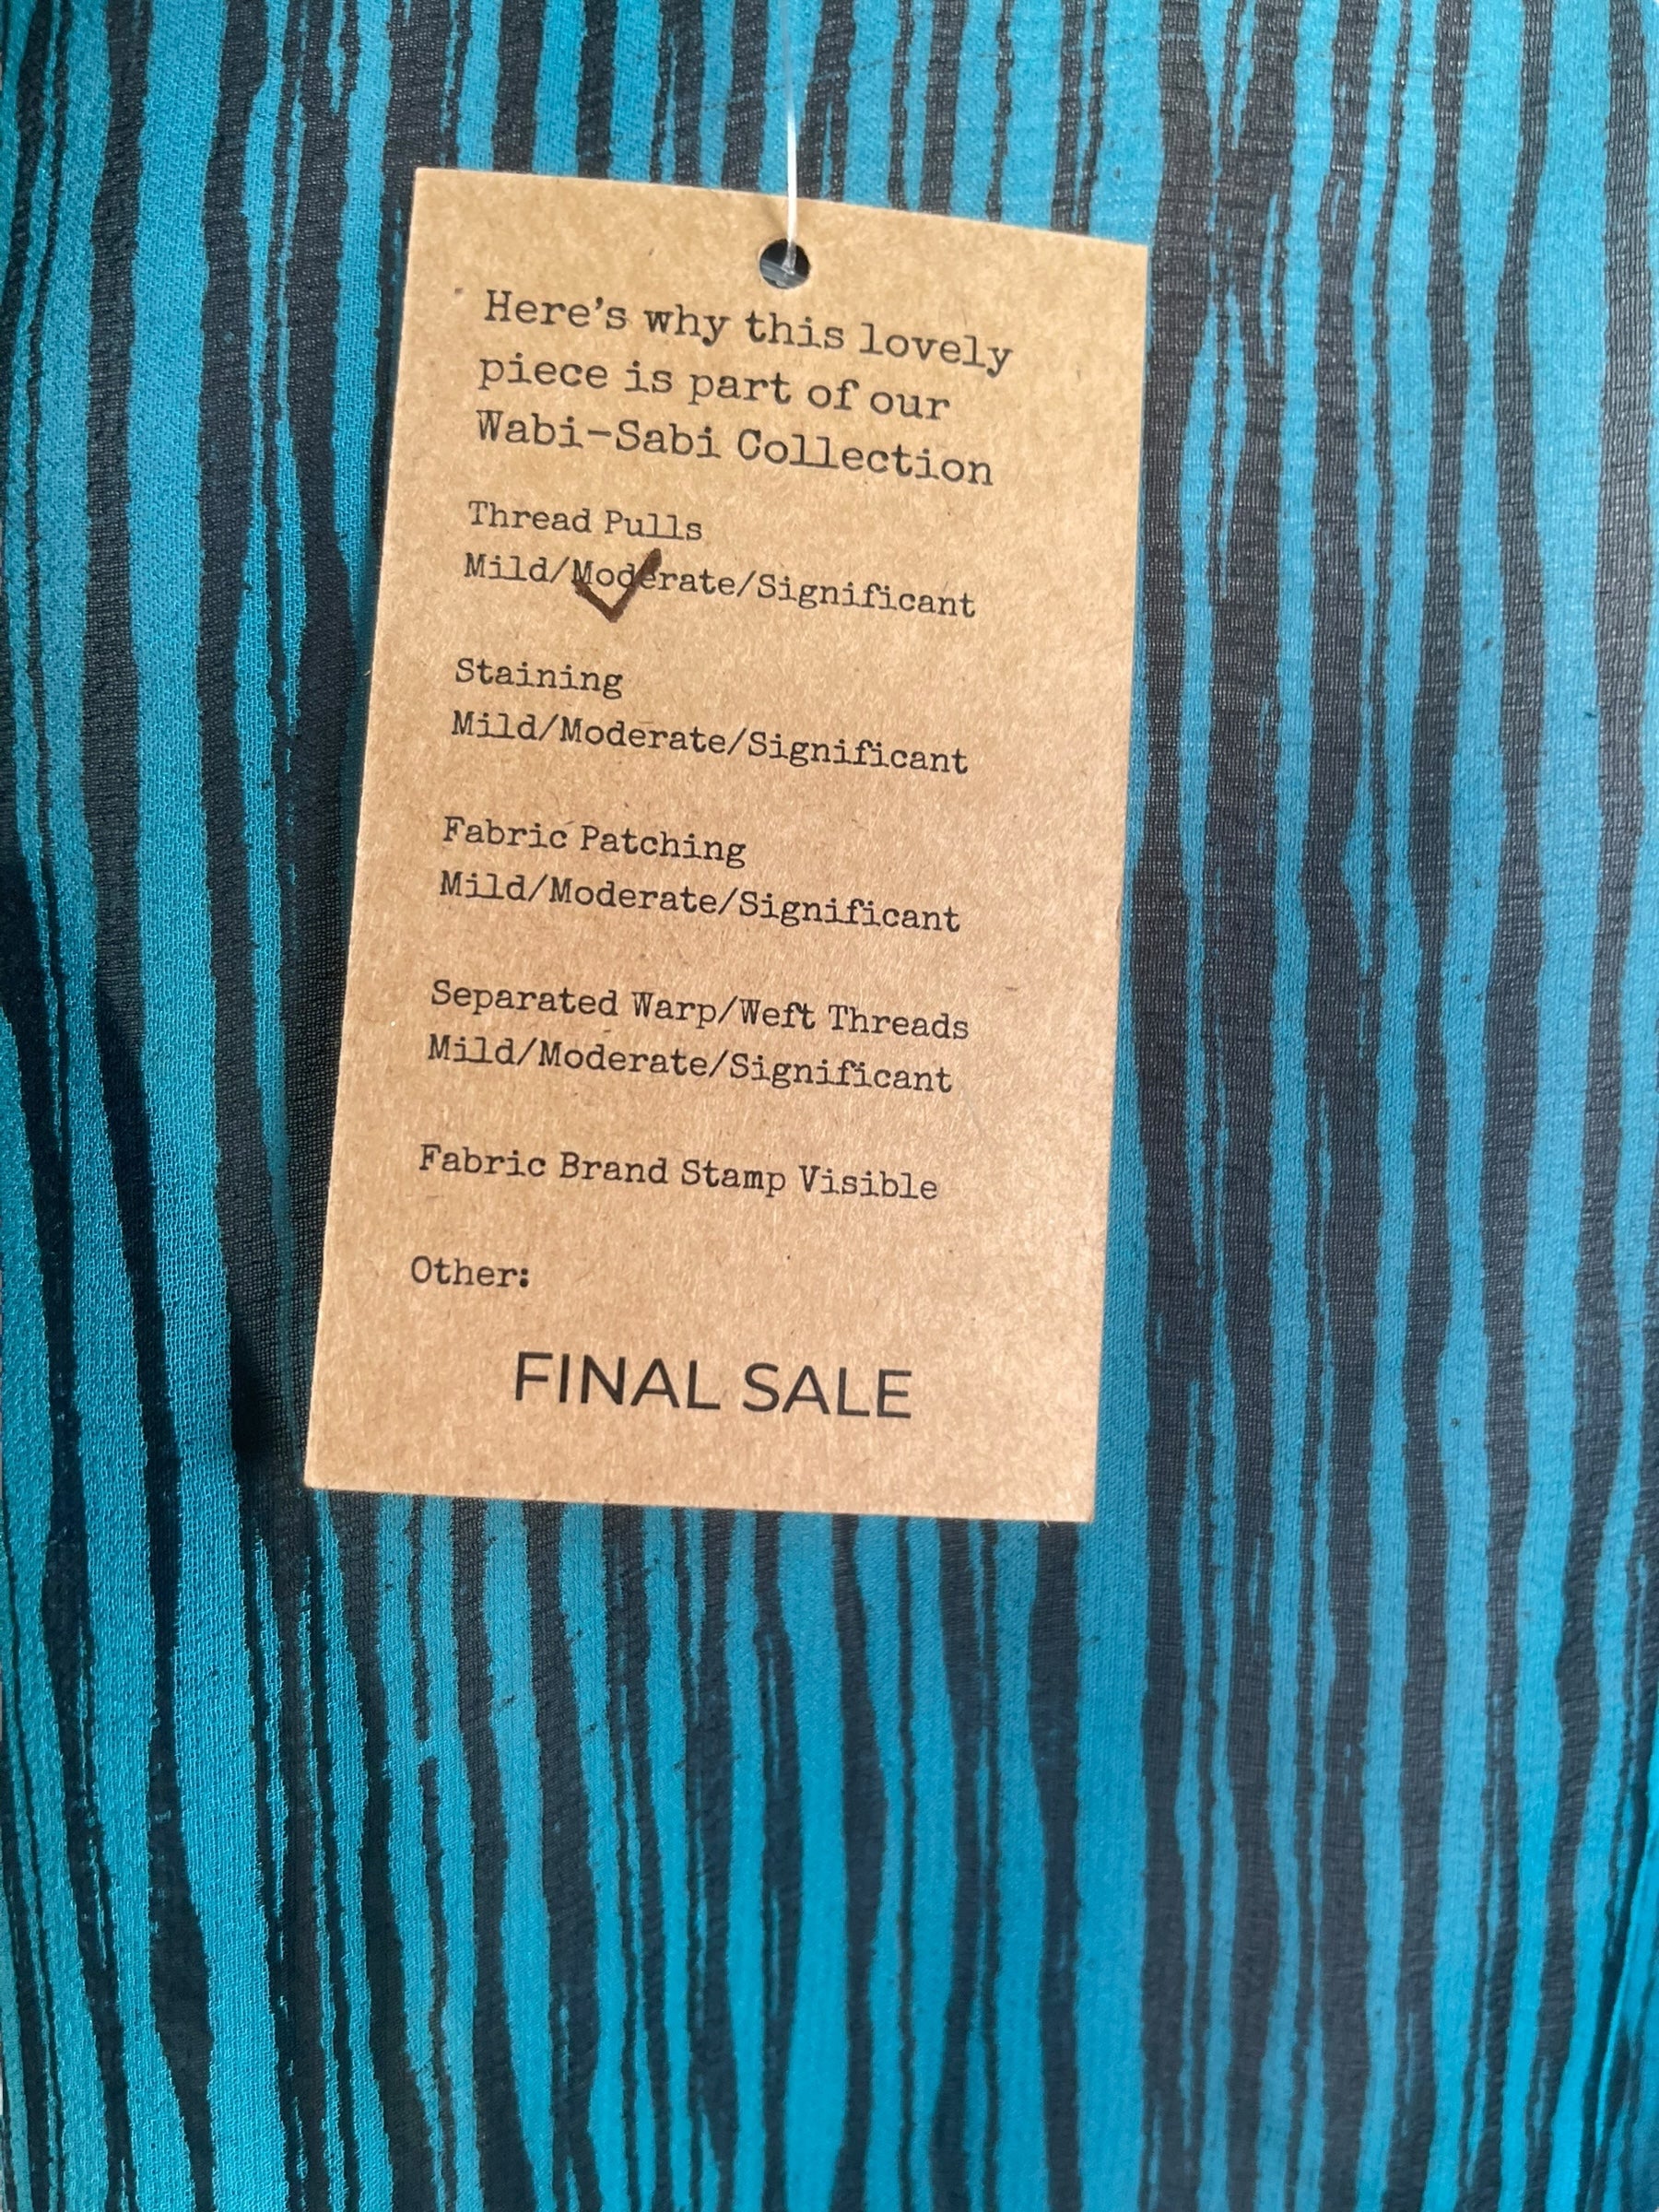 Here's why this lovely
piece is part of our
Wabi-Sabi Collection
Thread Pulls
Mild/Moderate/Significant
Staining
Mild/Moderate/Significant
Fabric Patching
Mild/Moderate/Significant
Separated Warp/Weft Threads
Mild/Moderate/Significant
Fabric Brand Stamp Visible
Other:
FINAL SALE